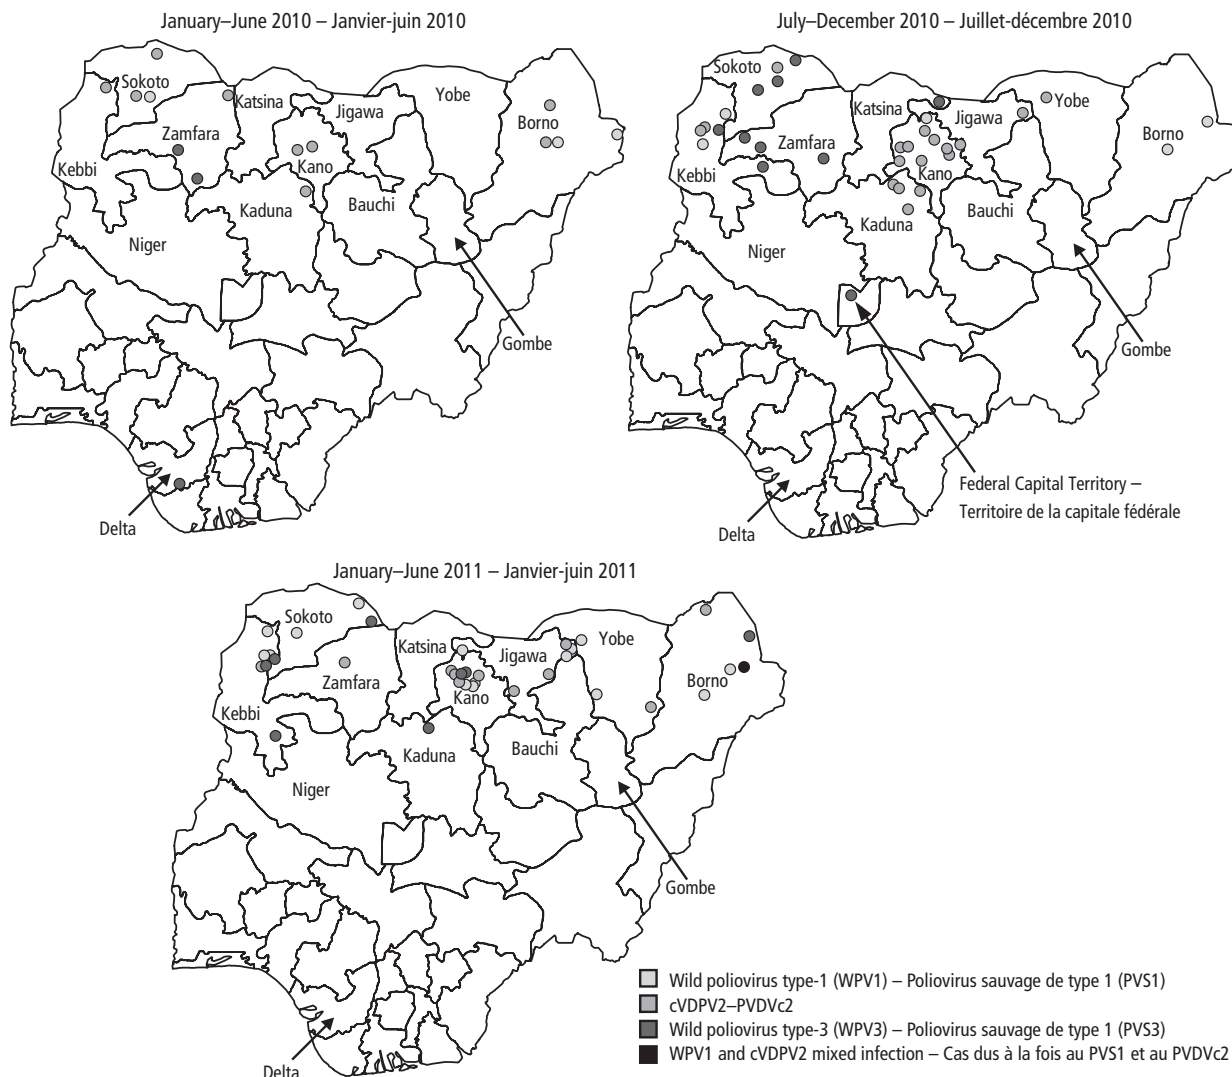 January–June 2010 – Janvier-juin 2010
Sokoto
Katsina
Jigawa
Yobe
Borno
Zamfara
Kebbi
Kano
Kaduna
Bauchi
Niger
Gombe
Delta
July–December 2010 – Juillet-décembre 2010
Sokoto
Katsina
Jigawa
Yobe
Borno
Zamfara
Kebbi
Kano
Kaduna
Bauchi
Niger
Gombe
Federal Capital Territory –
Territoire de la capitale fédérale
Delta
January–June 2011 – Janvier-juin 2011
Sokoto
Katsina
Jigawa
Yobe
Borno
Zamfara
Kebbi
Kano
Kaduna
Bauchi
Niger
Gombe
Delta
Wild poliovirus type-1 (WPV1) – Poliovirus sauvage de type 1 (PVS1)
cVDPV2–PVDVc2
Wild poliovirus type-3 (WPV3) – Poliovirus sauvage de type 1 (PVS3)
WPV1 and cVDPV2 mixed infection – Cas dus à la fois au PVS1 et au PVDVc2